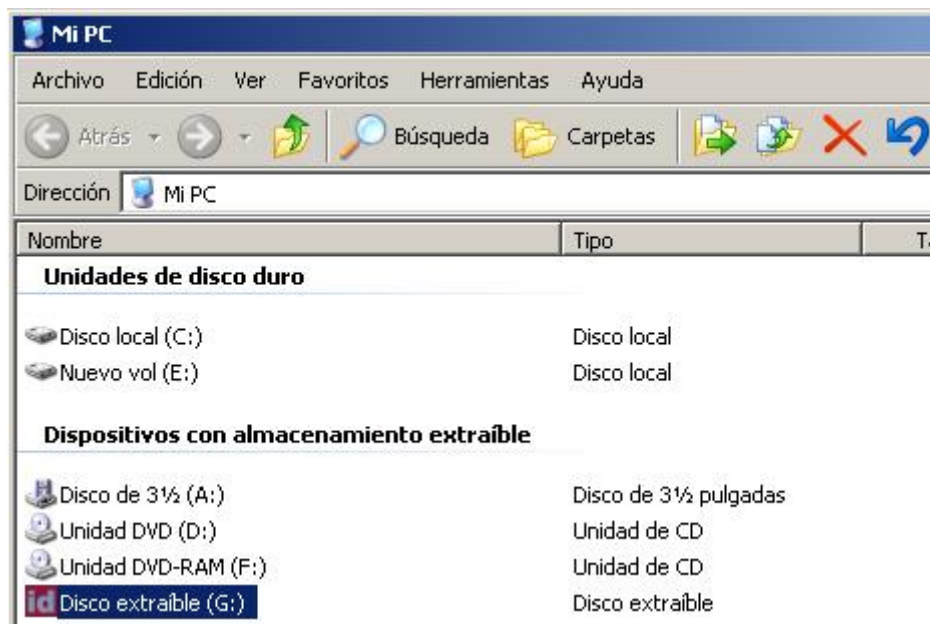 Mi PC
Archivo Edición Ver Favoritos Herramientas Ayuda
Atrás Búsqueda Carpetas
Dirección Mi PC
Nombre Tipo
Unidades de disco duro
Disco local (C:) Disco local
Nuevo vol (E:) Disco local
Dispositivos con almacenamiento extraíble
Disco de 3½ (A:) Disco de 3½ pulgadas
Unidad DVD (D:) Unidad de CD
Unidad DVD-RAM (F:) Unidad de CD
id Disco extraíble (G:) Disco extraíble